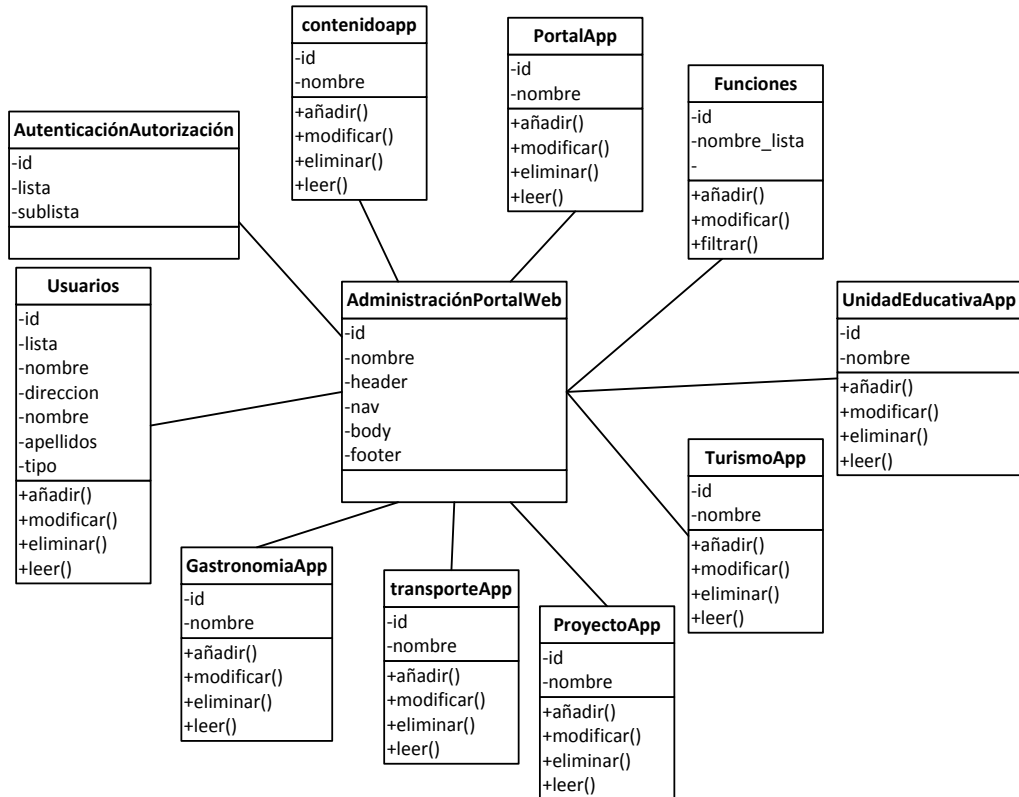 contenidoapp
-id
-nombre
+añadir()
+modificar()
+eliminar()
+leer()
PortalApp
-id
-nombre
+añadir()
+modificar()
+eliminar()
+leer()
Funciones
-id
-nombre_lista
-
+añadir()
+modificar()
+filtrar()
AutenticaciónAutorización
-id
-lista
-sublista
Usuarios
-id
-lista
-nombre
-direccion
-nombre
-apellidos
-tipo
+añadir()
+modificar()
+eliminar()
+leer()
AdministraciónPortalWeb
-id
-nombre
-header
-nav
-body
-footer
UnidadEducativaApp
-id
-nombre
+añadir()
+modificar()
+eliminar()
+leer()
TurismoApp
-id
-nombre
+añadir()
+modificar()
+eliminar()
+leer()
GastronomiaApp
-id
-nombre
+añadir()
+modificar()
+eliminar()
+leer()
transporteApp
-id
-nombre
+añadir()
+modificar()
+eliminar()
+leer()
ProyectoApp
-id
-nombre
+añadir()
+modificar()
+eliminar()
+leer()